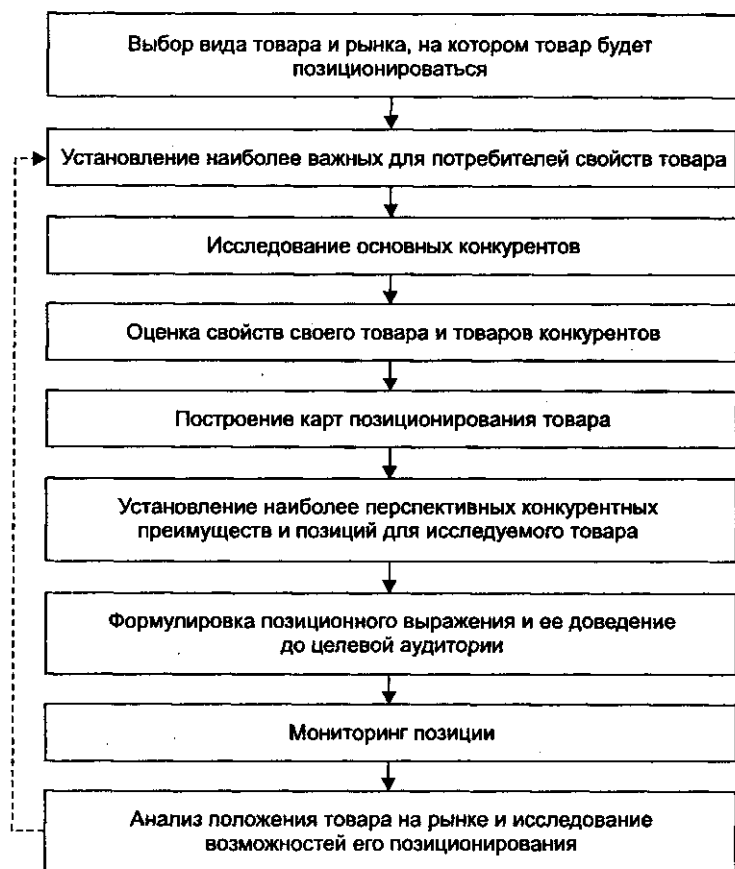 Выбор вида товара и рынка, на котором товар будет
позиционироваться
Установление наиболее важных для потребителей свойств товара
Исследование основных конкурентов
Оценка свойств своего товара и товаров конкурентов
Построение карт позиционирования товара
Установление наиболее перспективных конкурентных
преимуществ и позиций для исследуемого товара
Формулировка позиционного выражения и ее доведение
до целевой аудитории
Мониторинг позиции
Анализ положения товара на рынке и исследование
возможностей его позиционирования